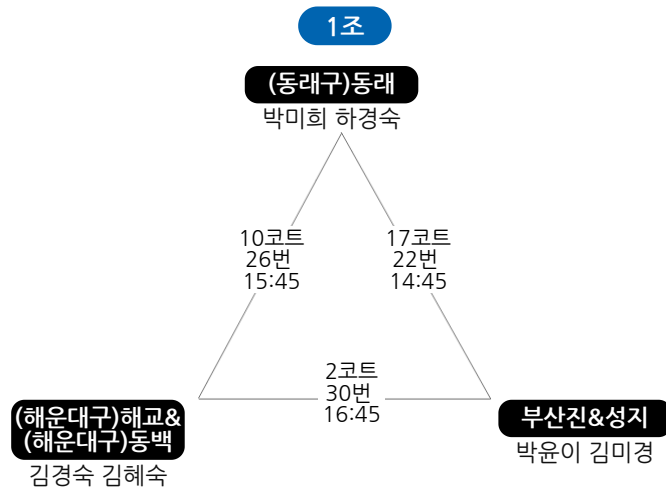 1조
(동래구)동래
박미희 하경숙
10코트
26번
15:45
17코트
22번
14:45
2코트
30번
16:45
(해운대구)해교&
(해운대구)동백
김경숙 김혜숙
부산진&성지
박윤이 김미경